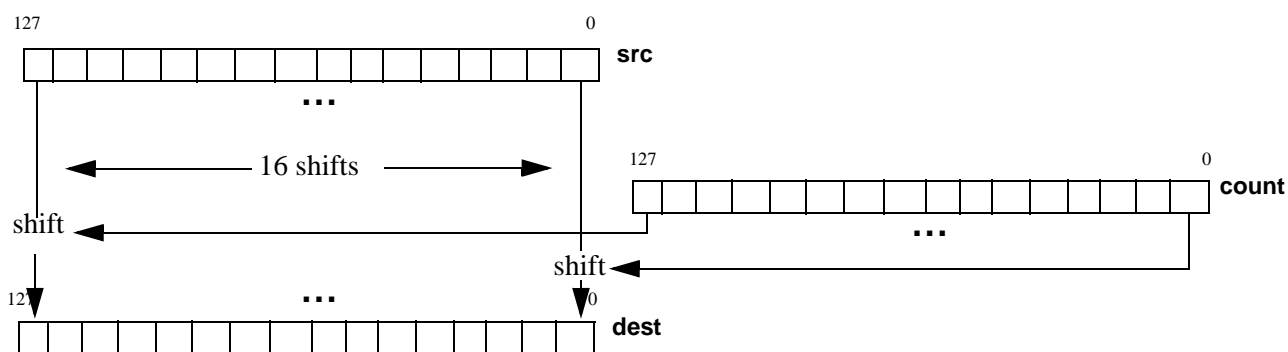 127 0
src
...
16 shifts
127 0
count
shift
...
shift
127 ... 0
dest